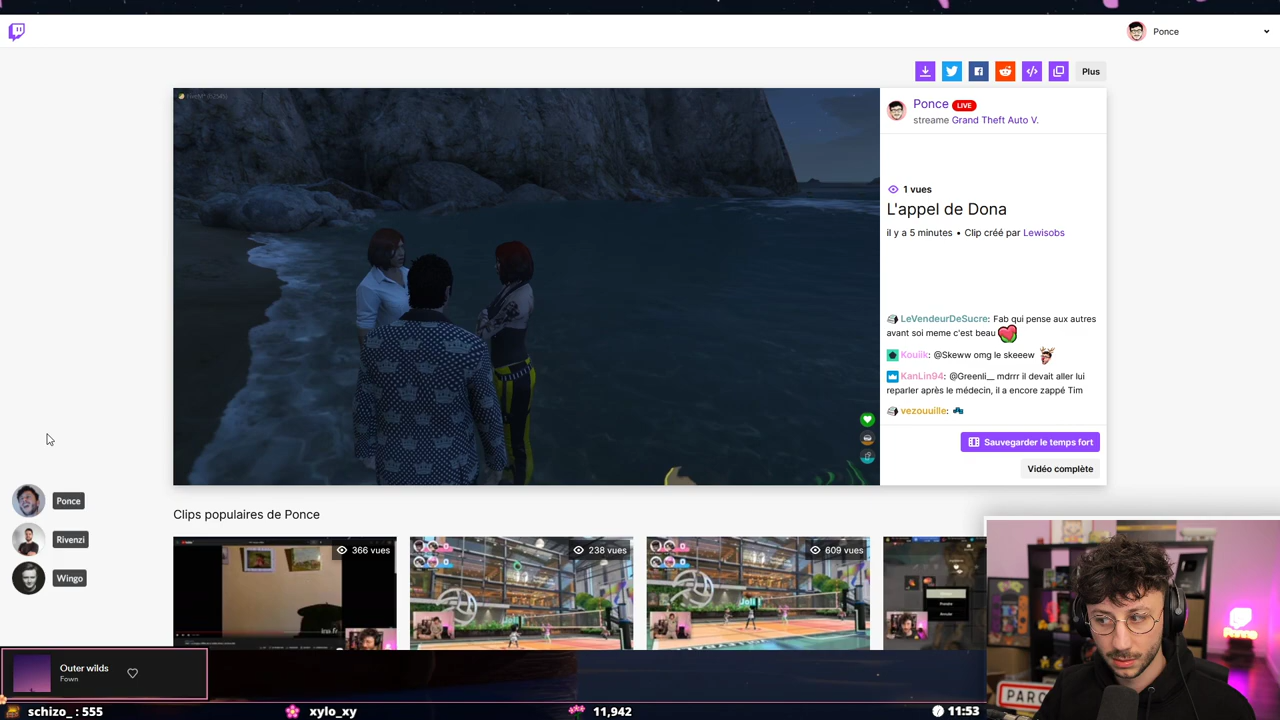 Ponce
Plus
Ponce LIVE
streame Grand Theft Auto V.
1 vues
L'appel de Dona
il y a 5 minutes • Clip créé par Lewisobs
LeVendeurDeSucre: Fab qui pense aux autres
avant soi meme c'est beau
Kouiik: @Skeww omg le skeeew
KanLin94: @Greenli__ mdrrr il devait aller lui
reparler après le médecin, il a encore zappé Tim
vezouuille:
Sauvegarder le temps fort
Vidéo complète
Ponce
Rivenzi
Wingo
Clips populaires de Ponce
366 vues
238 vues
609 vues
Joli !
Outer wilds
Fown
schizo_ : 555
xylo_xy
11,942
11:53